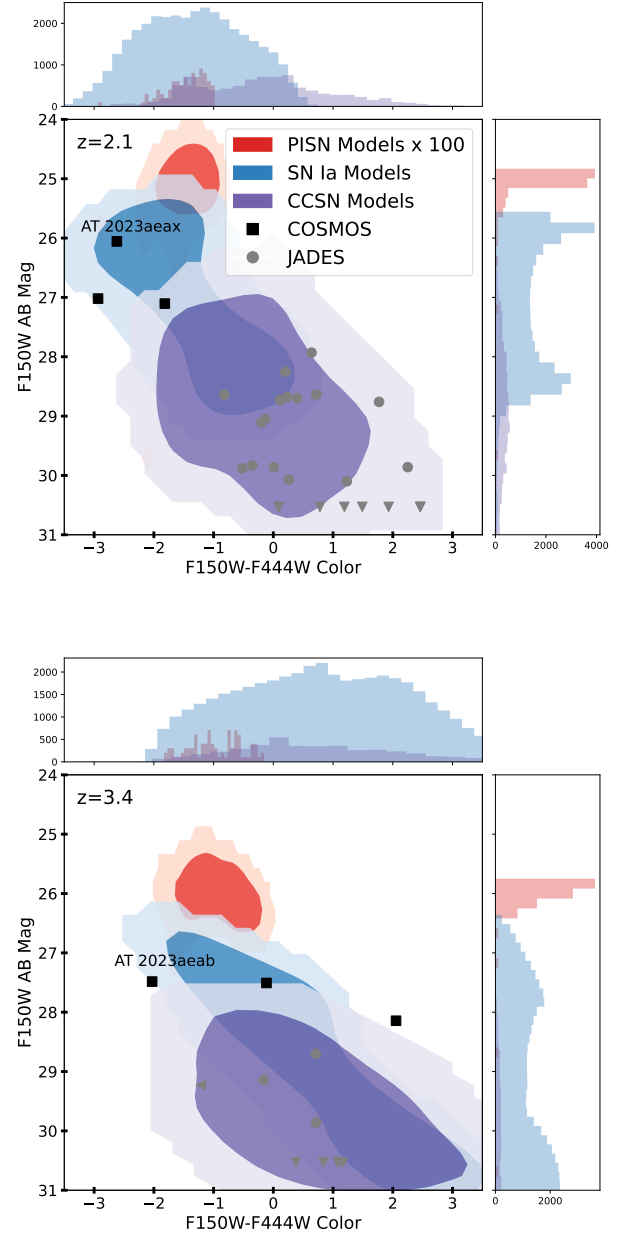 2000
1000
0
24
z=2.1
PISN Models x 100
SN Ia Models
CCSN Models
COSMOS
JADES
25
AT 2023aeax
26
27
28
29
30
31
F150W AB Mag
−3 −2 −1 0 1 2 3
F150W-F444W Color
0 2000 4000
2000
1500
1000
500
0
24
z=3.4
25
26
27
AT 2023aeab
28
29
30
31
F150W AB Mag
−3 −2 −1 0 1 2 3
F150W-F444W Color
0 2000